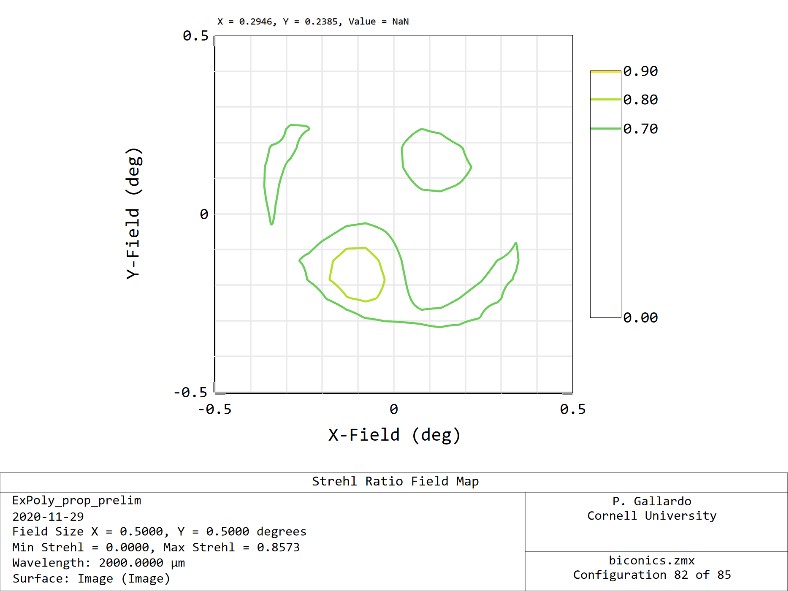 X = 0.2946, Y = 0.2385, Value = NaN
0.5
0
-0.5
Y-Field (deg)
-0.5
0
0.5
X-Field (deg)
0.90
0.80
0.70
0.00
Strehl Ratio Field Map
ExPoly_prop_prelim
2020-11-29
Field Size X = 0.5000, Y = 0.5000 degrees
Min Strehl = 0.0000, Max Strehl = 0.8573
Wavelength: 2000.0000 µm
Surface: Image (Image)
P. Gallardo
Cornell University
biconics.zmx
Configuration 82 of 85